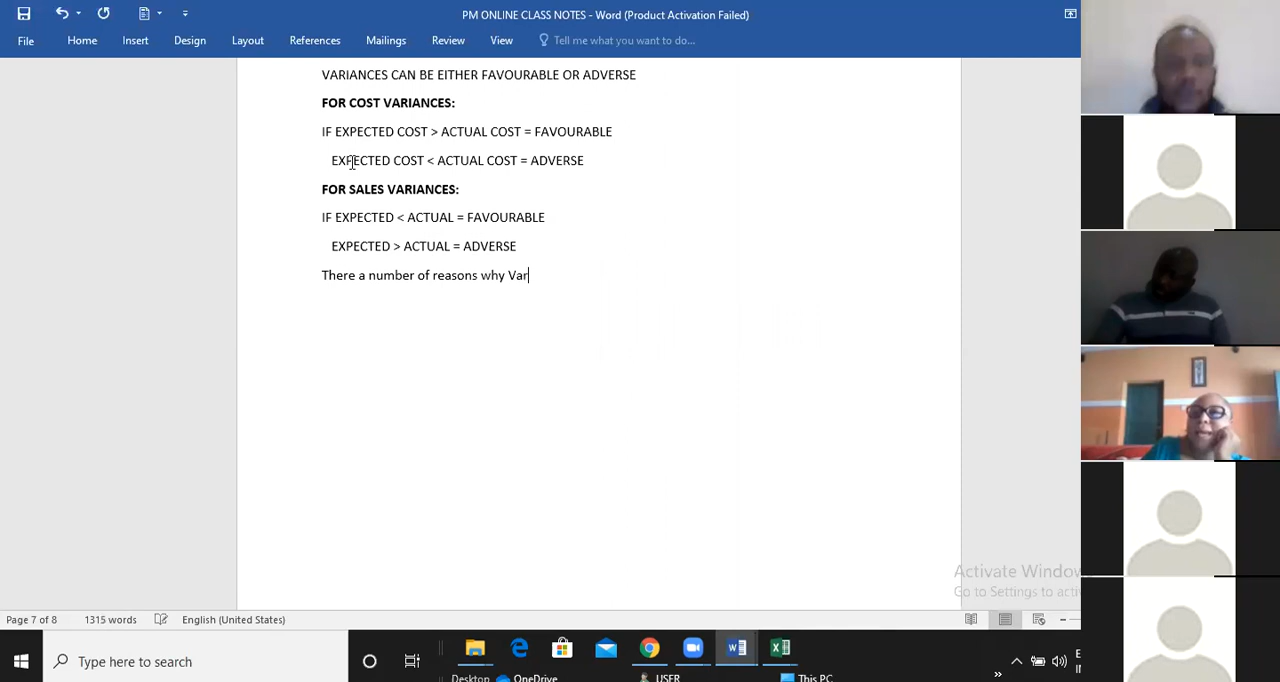 PM ONLINE CLASS NOTES - Word (Product Activation Failed)
File Home Insert Design Layout References Mailings Review View Tell me what you want to do...
VARIANCES CAN BE EITHER FAVOURABLE OR ADVERSE
FOR COST VARIANCES:
IF EXPECTED COST > ACTUAL COST = FAVOURABLE
EXPECTED COST < ACTUAL COST = ADVERSE
FOR SALES VARIANCES:
IF EXPECTED < ACTUAL = FAVOURABLE
EXPECTED > ACTUAL = ADVERSE
There a number of reasons why Var
Activate Window
Go to Settings to acti
Page 7 of 8 1315 words English (United States)
Type here to search
Desktop OneDrive USER This PC